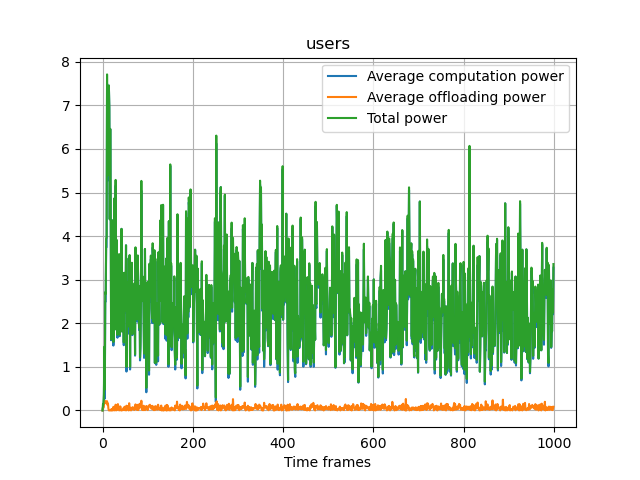 users
Average computation power
Average offloading power
Total power
8
7
6
5
4
3
2
1
0
0 200 400 600 800 1000
Time frames